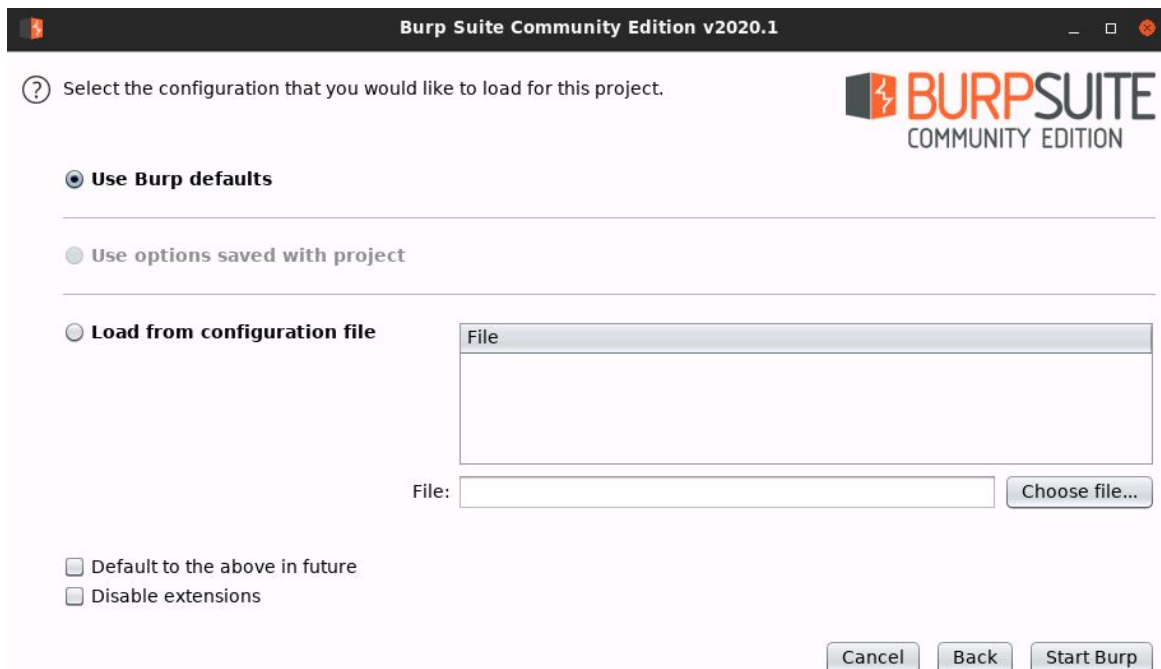 Burp Suite Community Edition v2020.1
? Select the configuration that you would like to load for this project.
BURPSUITE
COMMUNITY EDITION
Use Burp defaults
Use options saved with project
Load from configuration file
File
File:
Choose file...
Default to the above in future
Disable extensions
Cancel Back Start Burp